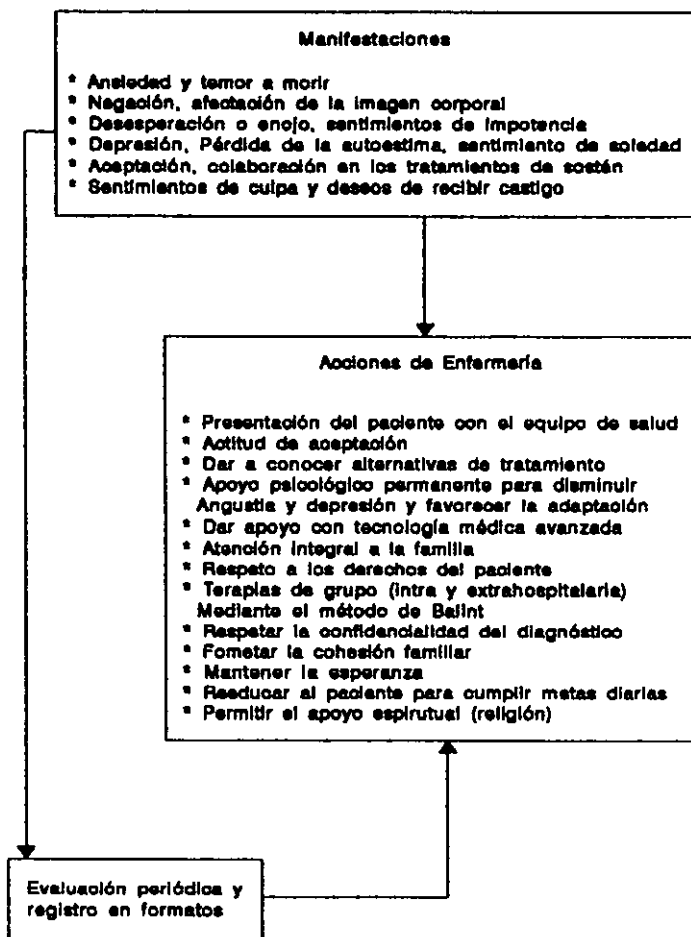 Manifestaciones
* Ansiedad y temor a morir
* Negación, afectación de la imagen corporal
* Desesperación o enojo, sentimientos de impotencia
* Depresión, Pérdida de la autoestima, sentimiento de soledad
* Aceptación, colaboración en los tratamientos de sostén
* Sentimientos de culpa y deseos de recibir castigo
Acciones de Enfermería
* Presentación del paciente con el equipo de salud
* Actitud de aceptación
* Dar a conocer alternativas de tratamiento
* Apoyo psicológico permanente para disminuir
Angustia y depresión y favorecer la adaptación
* Dar apoyo con tecnología médica avanzada
* Atención integral a la familia
* Respeto a los derechos del paciente
* Terapias de grupo (intra y extrahospitalaria)
Mediante el método de Balint
* Respetar la confidencialidad del diagnóstico
* Fometar la cohesión familiar
* Mantener la esperanza
* Reeducar al paciente para cumplir metas diarias
* Permitir el apoyo espirutual (religión)
Evaluación periódica y
registro en formatos